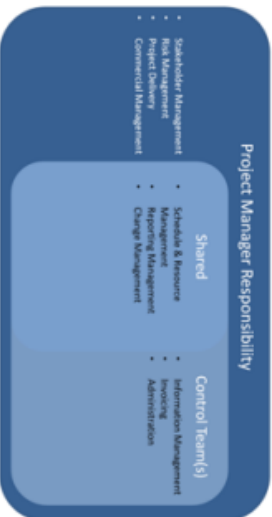 Project Manager Responsibility
• Stakeholder Management
• Risk Management
• Project Delivery
• Commercial Management
Shared
• Schedule & Resource
Management
• Reporting Management
• Change Management
Control Team(s)
• Information Management
• Invoicing
• Administration